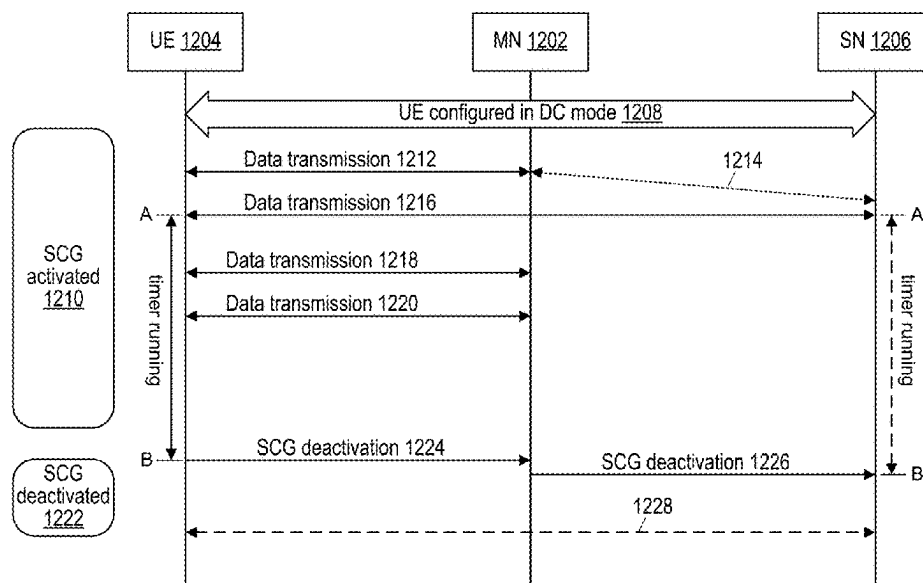 UE 1204
MN 1202
SN 1206
UE configured in DC mode 1208
Data transmission 1212
1214
A
Data transmission 1216
A
SCG
activated
1210
timer running
Data transmission 1218
Data transmission 1220
timer running
B
SCG deactivation 1224
SCG deactivation 1226
B
SCG
deactivated
1222
1228